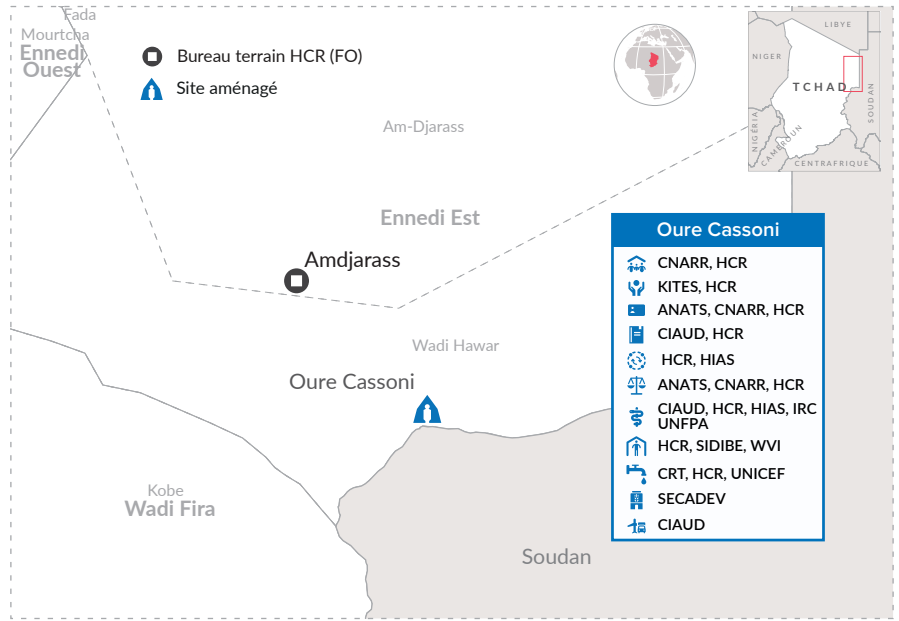 Fada
Mourtcha
Ennedi
Ouest
Bureau terrain HCR (FO)
Site aménagé
LIBYE
NIGER
TCHAD
SOUDAN
NIGÉRIA
CAMEROUN
CENTRAFRIQUE
Am-Djarass
Ennedi Est
Amdjarass
Wadi Hawar
Oure Cassoni
Kobe
Wadi Fira
Soudan
Oure Cassoni
CNARR, HCR
KITES, HCR
ANATS, CNARR, HCR
CIAUD, HCR
HCR, HIAS
ANATS, CNARR, HCR
CIAUD, HCR, HIAS, IRC
UNFPA
HCR, SIDIBE, WVI
CRT, HCR, UNICEF
SECADEV
CIAUD